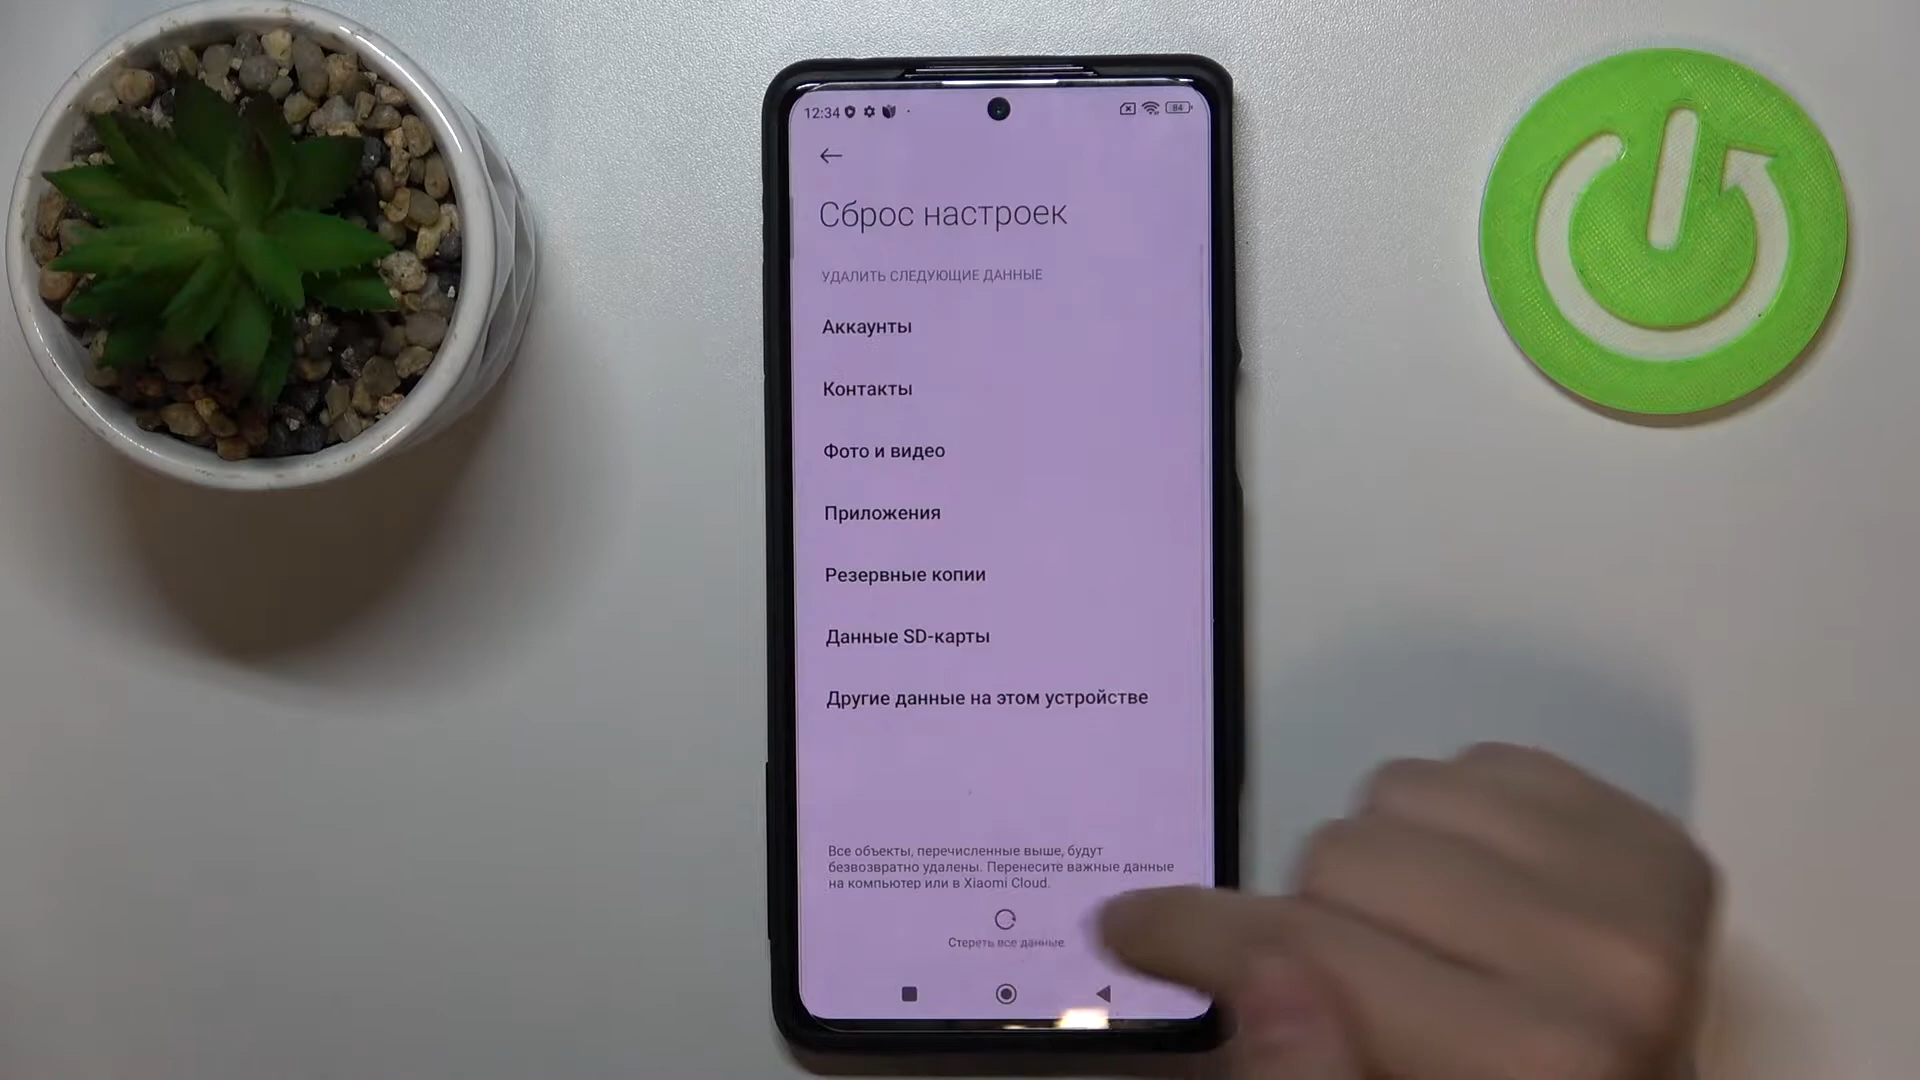 12:34
84
Сброс настроек
УДАЛИТЬ СЛЕДУЮЩИЕ ДАННЫЕ
Аккаунты
Контакты
Фото и видео
Приложения
Резервные копии
Данные SD-карты
Другие данные на этом устройстве
Все объекты, перечисленные выше, будут
безвозвратно удалены. Перенесите важные данные
на компьютер или в Xiaomi Cloud.
Стереть все данные